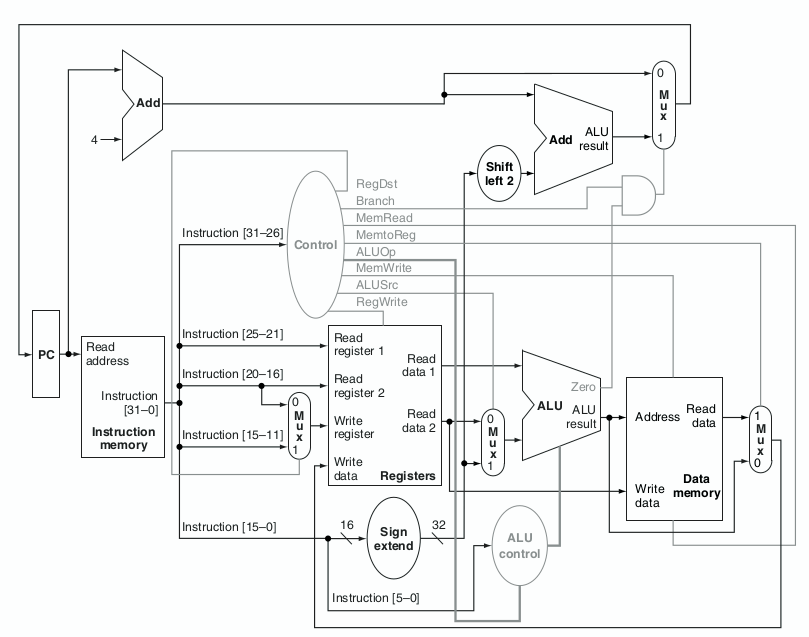 0
M
u
x
1
Add
4
Add
ALU
result
Shift
left 2
RegDst
Branch
MemRead
MemtoReg
ALUOp
MemWrite
ALUSrc
RegWrite
Control
Instruction [31–26]
Instruction [25–21]
Instruction [20–16]
Instruction [15–11]
Instruction [15–0]
Instruction [5–0]
PC
Read
address
Instruction
[31–0]
Instruction
memory
0
M
u
x
1
Read
register 1
Read
register 2
Write
register
Write
data
Read
data 1
Read
data 2
Registers
0
M
u
x
1
Zero
ALU
ALU
result
Address
Read
data
Write
data
Data
memory
1
M
u
x
0
16
Sign
extend
32
ALU
control